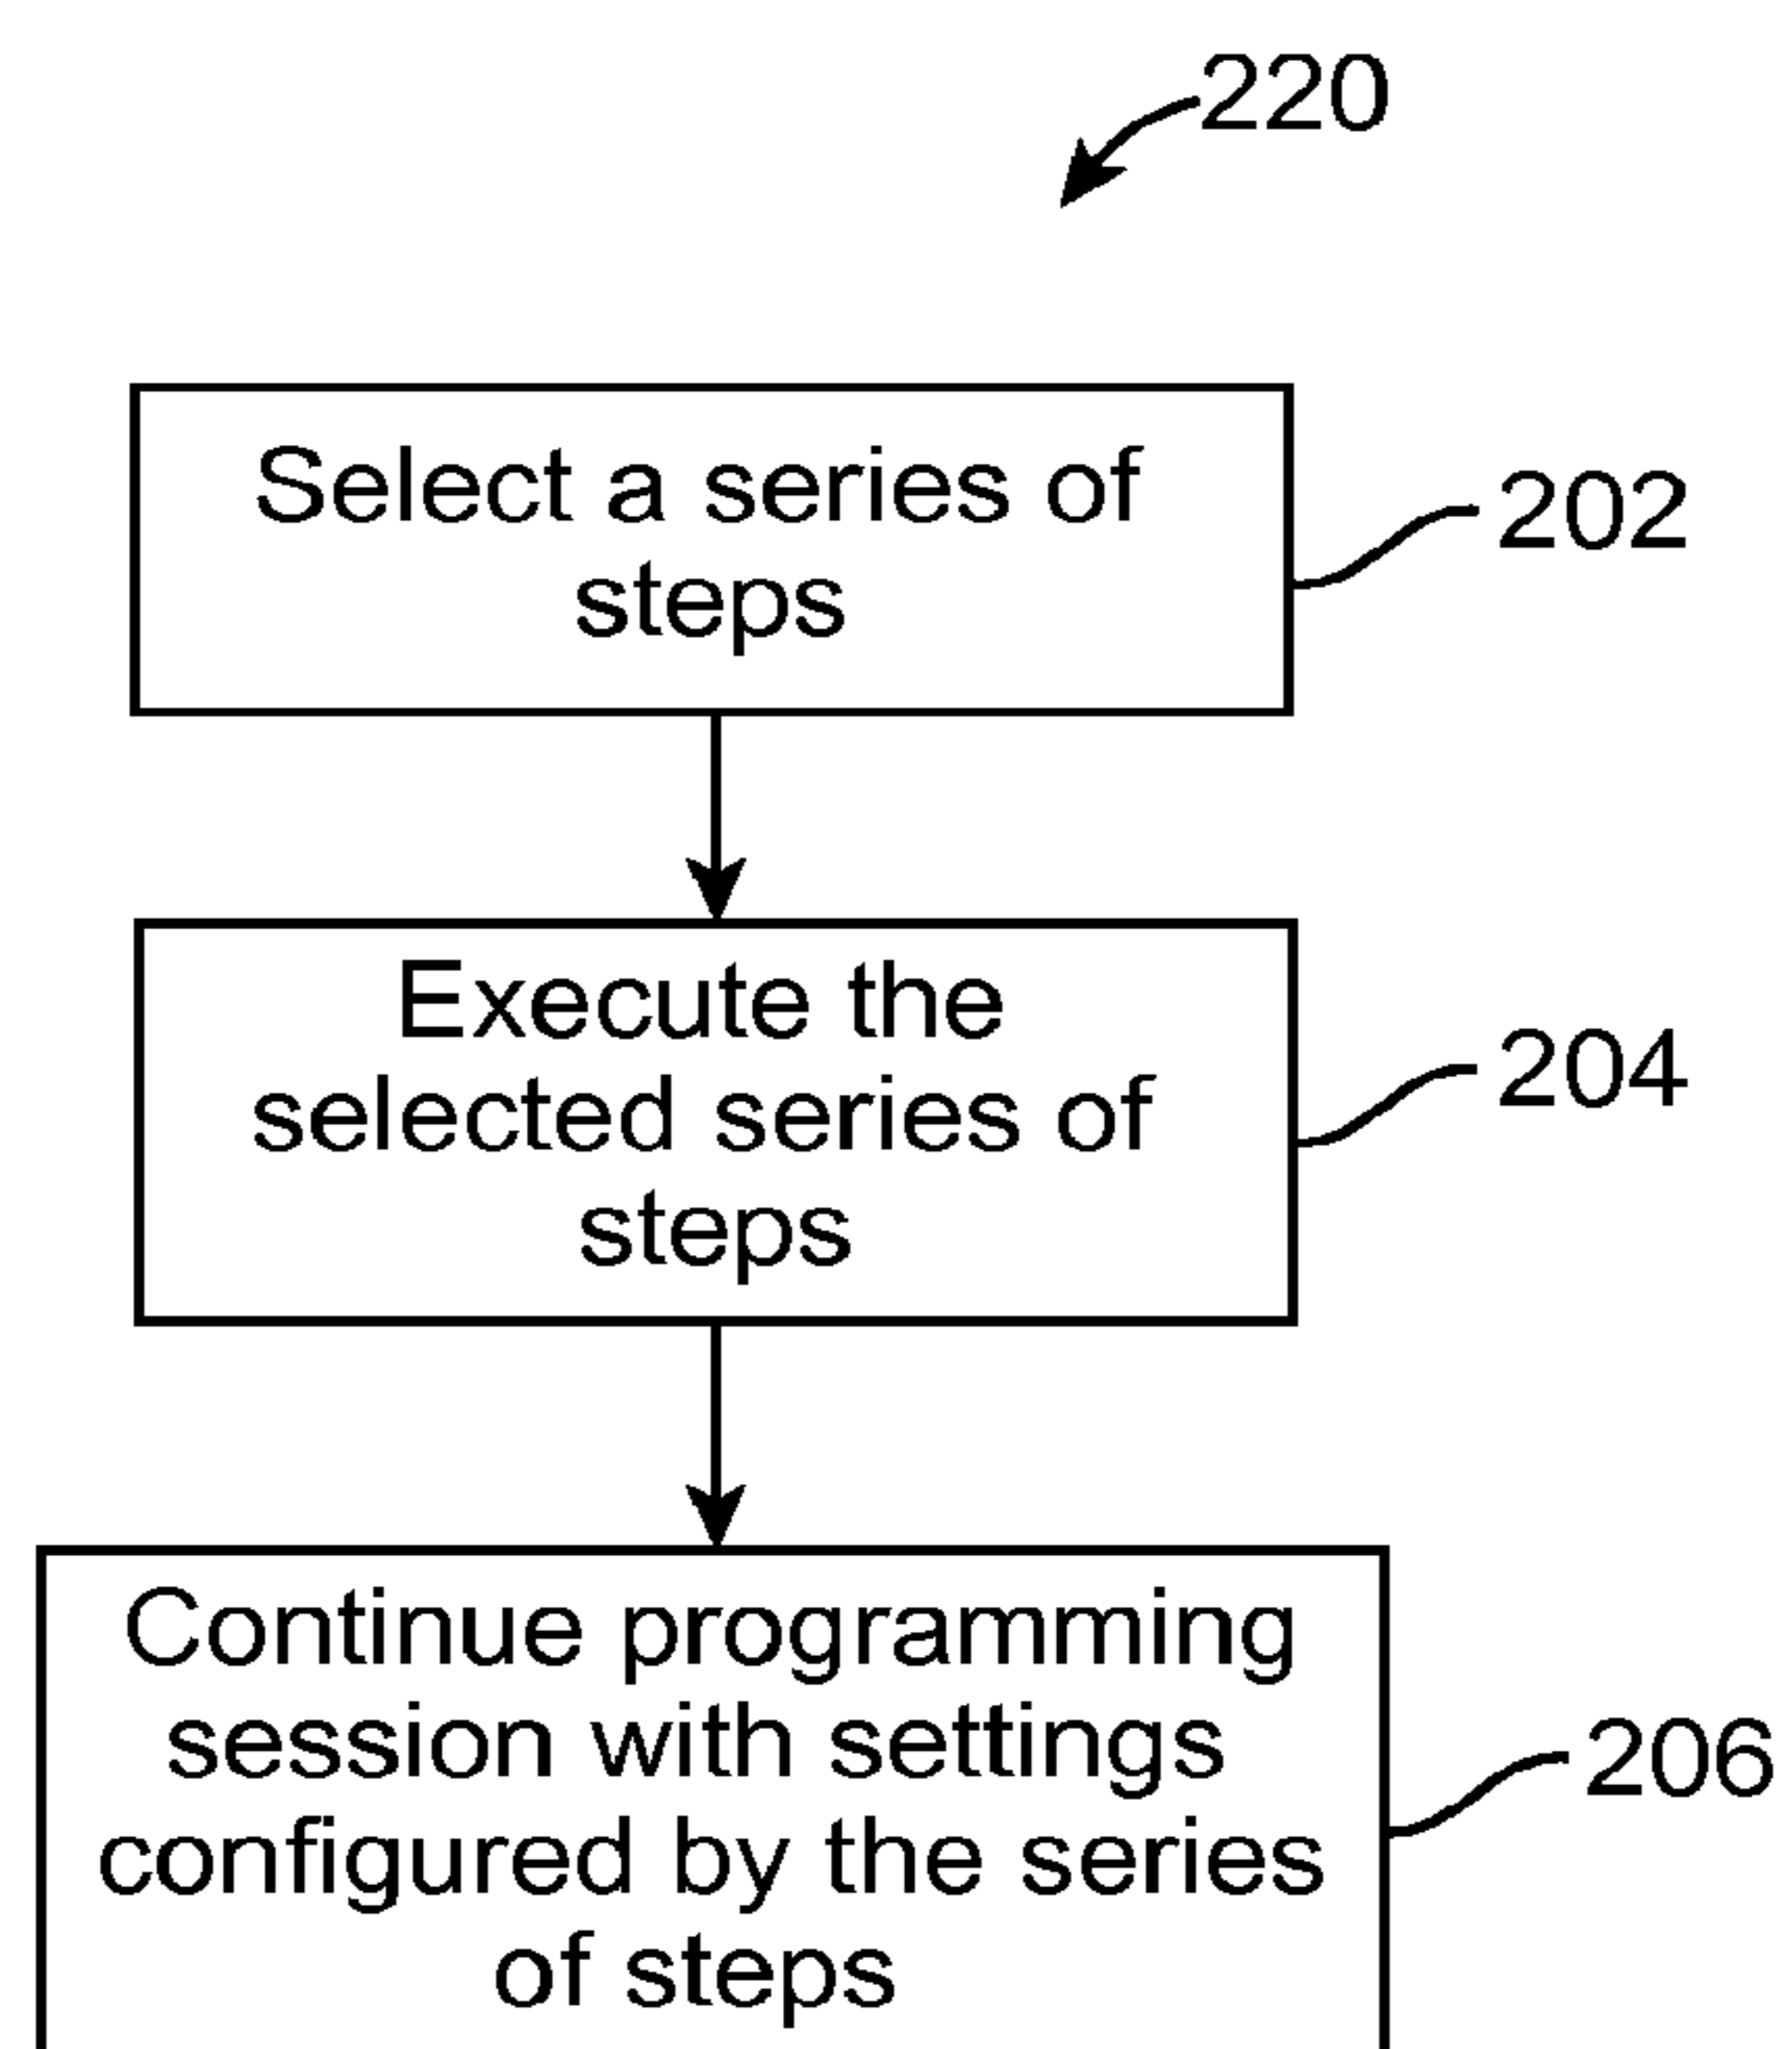 220
Select a series of
steps
202
Execute the
selected series of
steps
204
Continue programming
session with settings
configured by the series
of steps
206